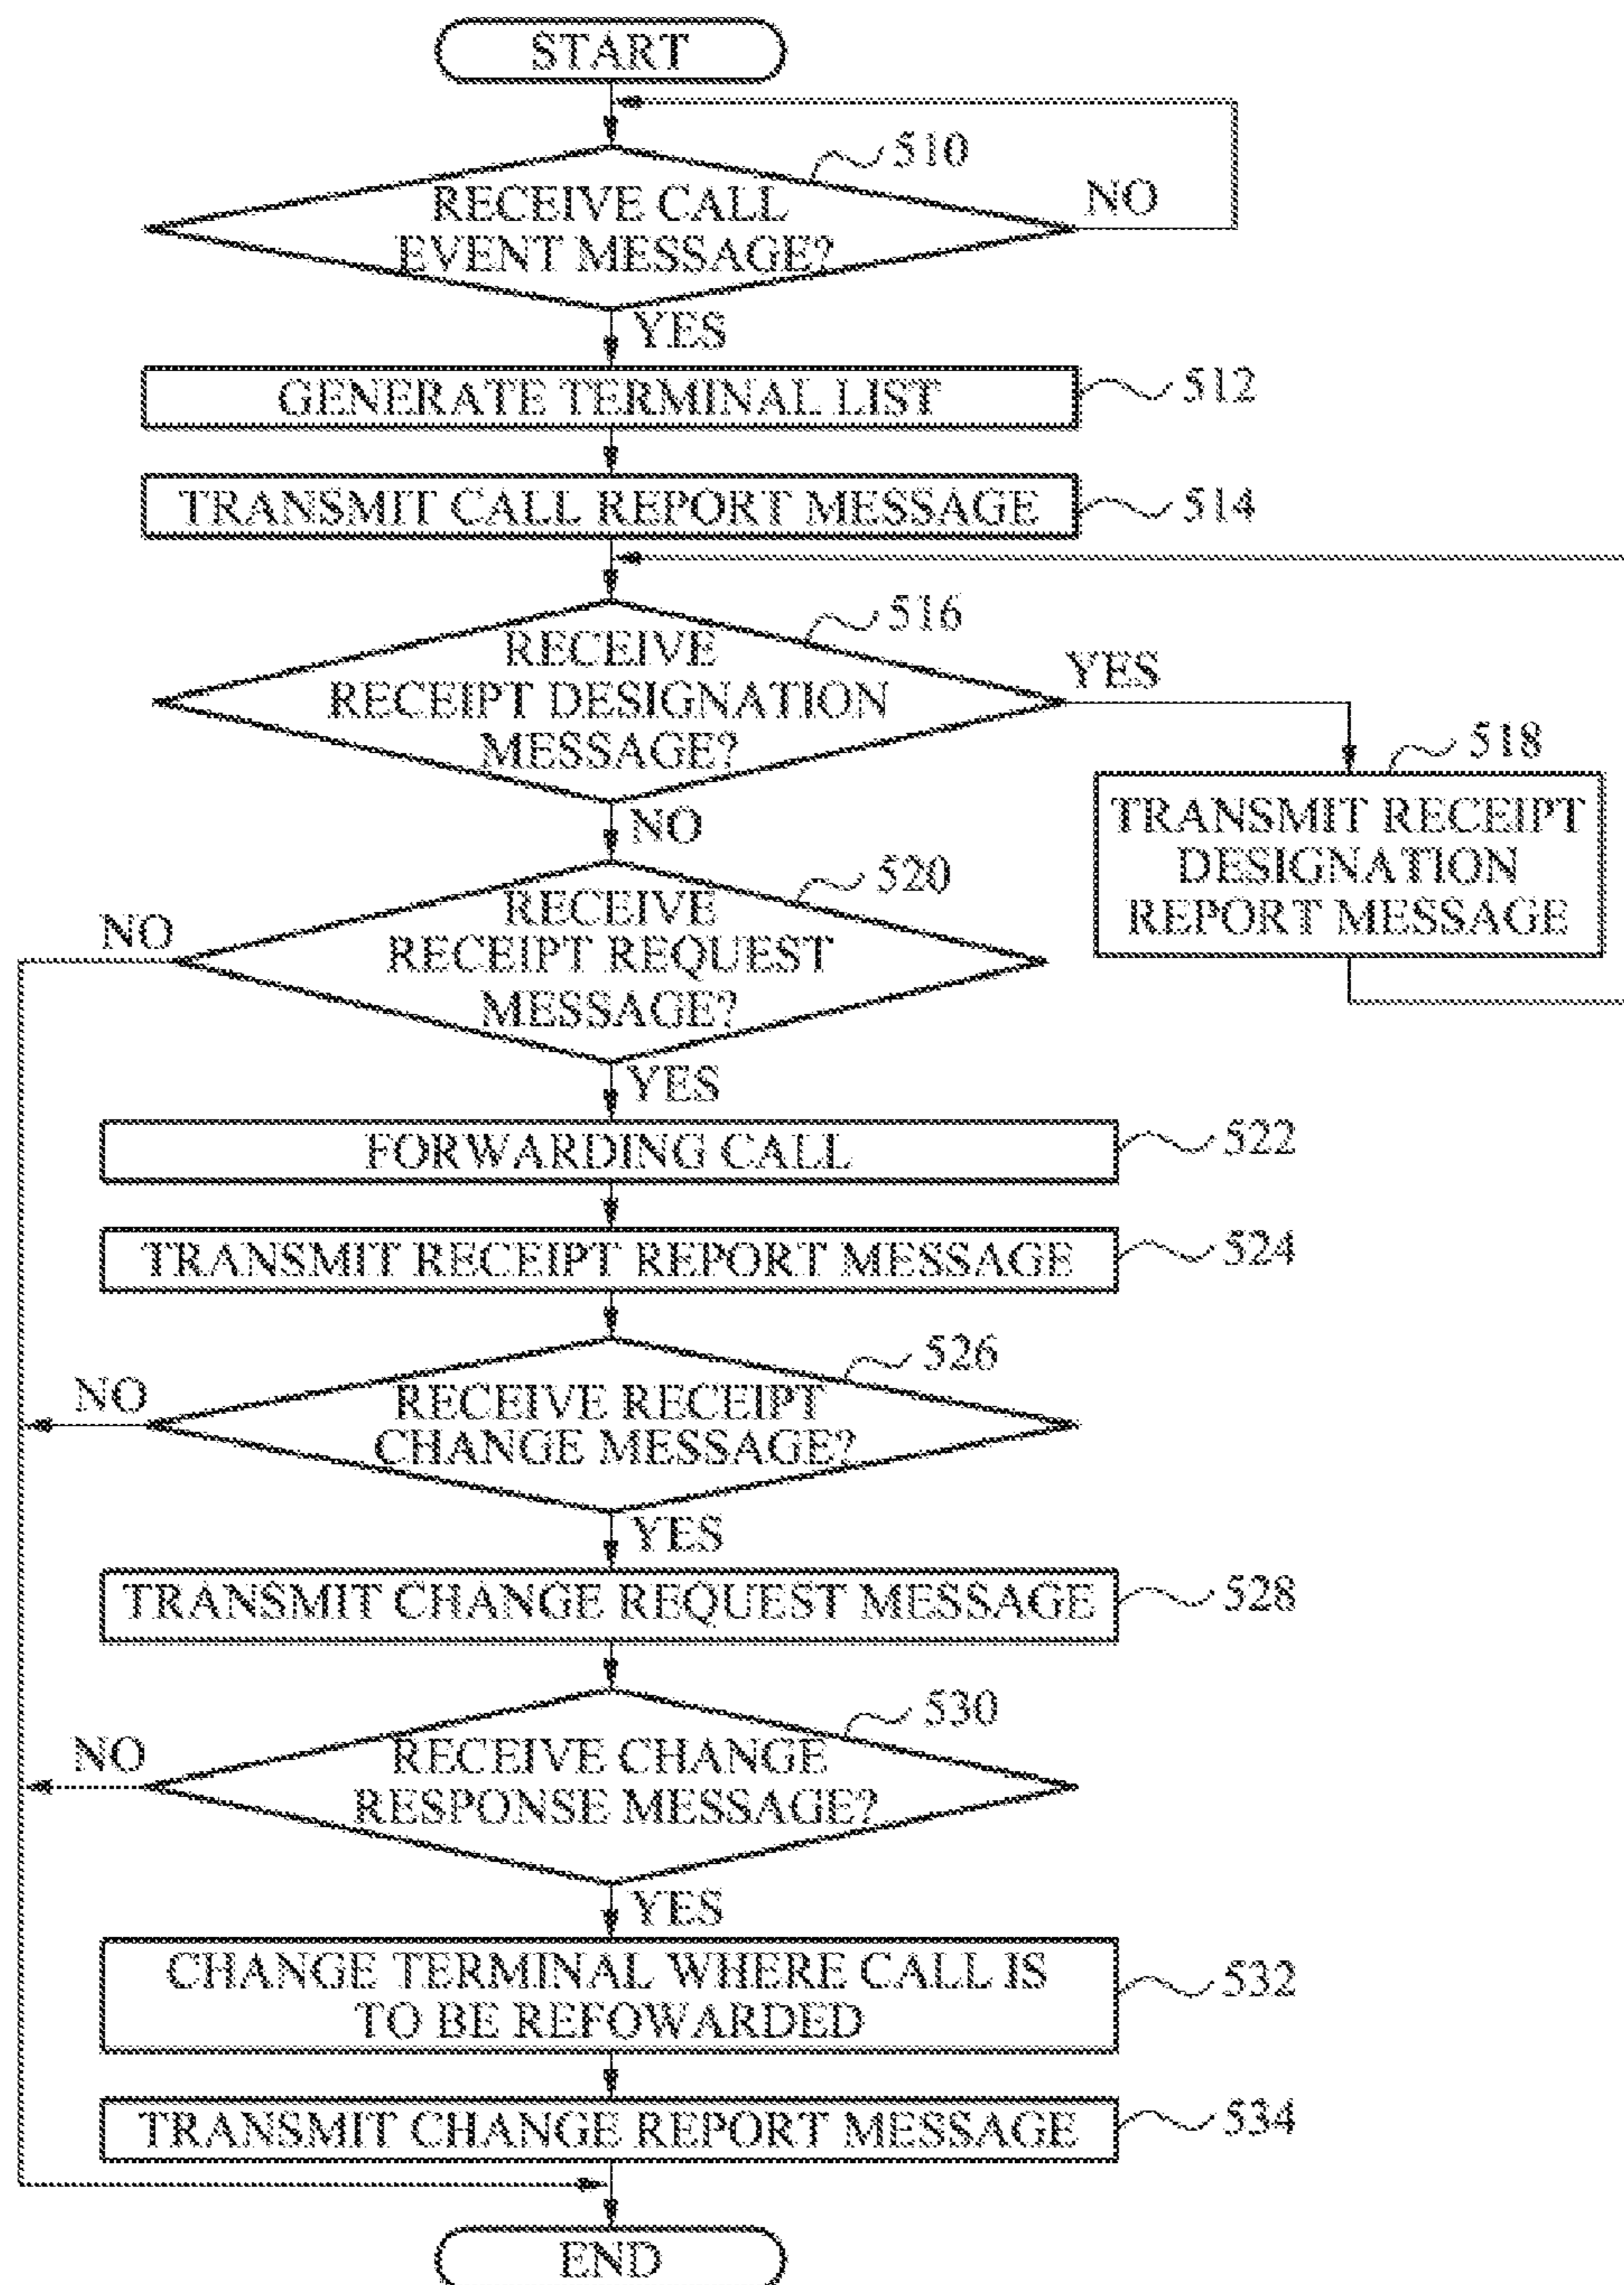 START
510
RECEIVE CALL
EVENT MESSAGE?
NO
YES
GENERATE TERMINAL LIST
512
TRANSMIT CALL REPORT MESSAGE
514
516
RECEIVE
RECEIPT DESIGNATION
MESSAGE?
YES
518
TRANSMIT RECEIPT
DESIGNATION
REPORT MESSAGE
NO
520
RECEIVE
RECEIPT REQUEST
MESSAGE?
NO
YES
FORWARDING CALL
522
TRANSMIT RECEIPT REPORT MESSAGE
524
526
RECEIVE RECEIPT
CHANGE MESSAGE?
NO
YES
TRANSMIT CHANGE REQUEST MESSAGE
528
530
RECEIVE CHANGE
RESPONSE MESSAGE?
NO
YES
CHANGE TERMINAL WHERE CALL IS
TO BE REFOWARDED
532
TRANSMIT CHANGE REPORT MESSAGE
534
END